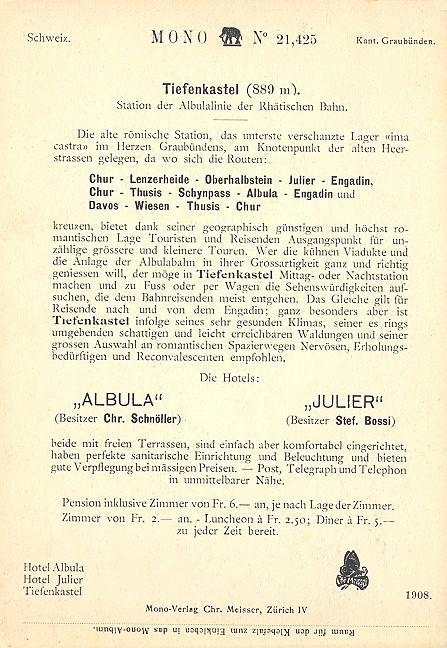 Schweiz.
MONO Nº 21,425
Kant. Graubünden.
Tiefenkastel (889 m).
Station der Albulalinie der Rhätischen Bahn.
Die alte römische Station, das unterste verschanzte Lager «ima
castra» im Herzen Graubündens, am Knotenpunkt der alten Heer-
strassen gelegen, da wo sich die Routen:
Chur - Lenzerheide - Oberhalbstein - Julier - Engadin,
Chur - Thusis - Schynpass - Albula - Engadin und
Davos - Wiesen - Thusis - Chur
kreuzen, bietet dank seiner geographisch günstigen und höchst ro-
mantischen Lage Touristen und Reisenden Ausgangspunkt für un-
zählige grössere und kleinere Touren. Wer die kühnen Viadukte und
die Anlage der Albulabahn in ihrer Grossartigkeit ganz und richtig
geniessen will, der möge in Tiefenkastel Mittag- oder Nachtstation
machen und zu Fuss oder per Wagen die Sehenswürdigkeiten auf-
suchen, die dem Bahnreisenden meist entgehen. Das Gleiche gilt für
Reisende nach und von dem Engadin; ganz besonders aber ist
Tiefenkastel infolge seines sehr gesunden Klimas, seiner es rings
umgebenden schattigen und leicht erreichbaren Waldungen und seiner
grossen Auswahl an romantischen Spazierwegen Nervösen, Erholungs-
bedürftigen und Reconvalescenten empfohlen.
Die Hotels:
„ALBULA“ „JULIER“
(Besitzer Chr. Schnöller) (Besitzer Stef. Bossi)
beide mit freien Terrassen, sind einfach aber komfortabel eingerichtet,
haben perfekte sanitarische Einrichtung und Beleuchtung und bieten
gute Verpflegung bei mässigen Preisen. — Post, Telegraph und Telephon
in unmittelbarer Nähe.
Pension inklusive Zimmer von Fr. 6.— an, je nach Lage der Zimmer.
Zimmer von Fr. 2.— an. - Luncheon à Fr. 2.50; Dîner à Fr. 5.—
zu jeder Zeit bereit.
Hotel Albula
Hotel Julier
Tiefenkastel
Chr Meisser
1908.
Mono-Verlag Chr. Meisser, Zürich IV
Raum für den Klebefalz zum Einkleben in das Mono-Album.